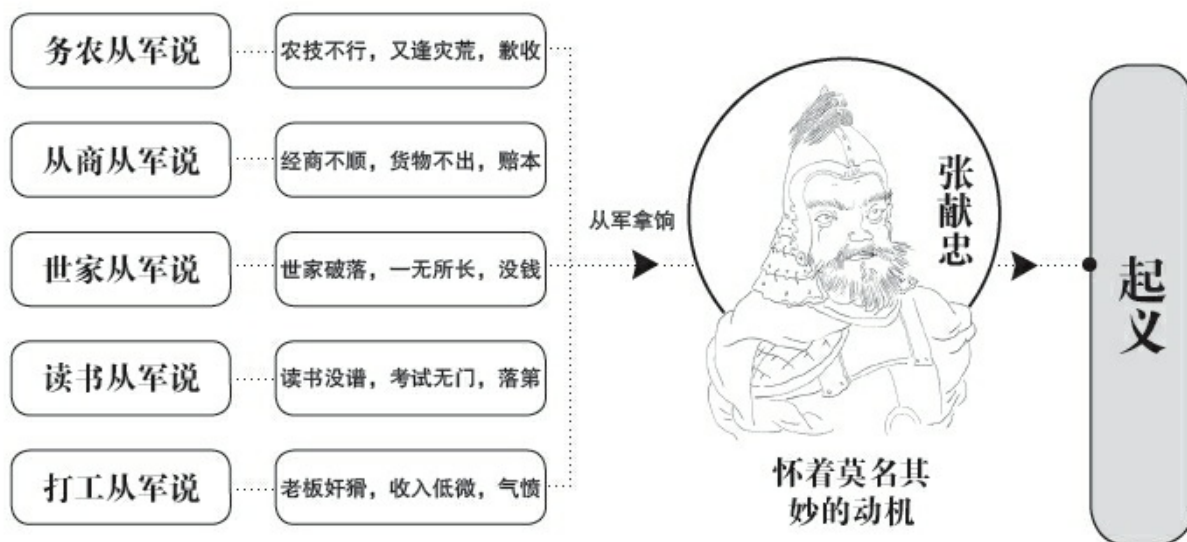 务农从军说
农技不行，又逢灾荒，歉收
从商从军说
经商不顺，货物不出，赔本
世家从军说
世家破落，一无所长，没钱
读书从军说
读书没谱，考试无门，落第
打工从军说
老板奸猾，收入低微，气愤
从军拿饷
张献忠
怀着莫名其
妙的动机
起义